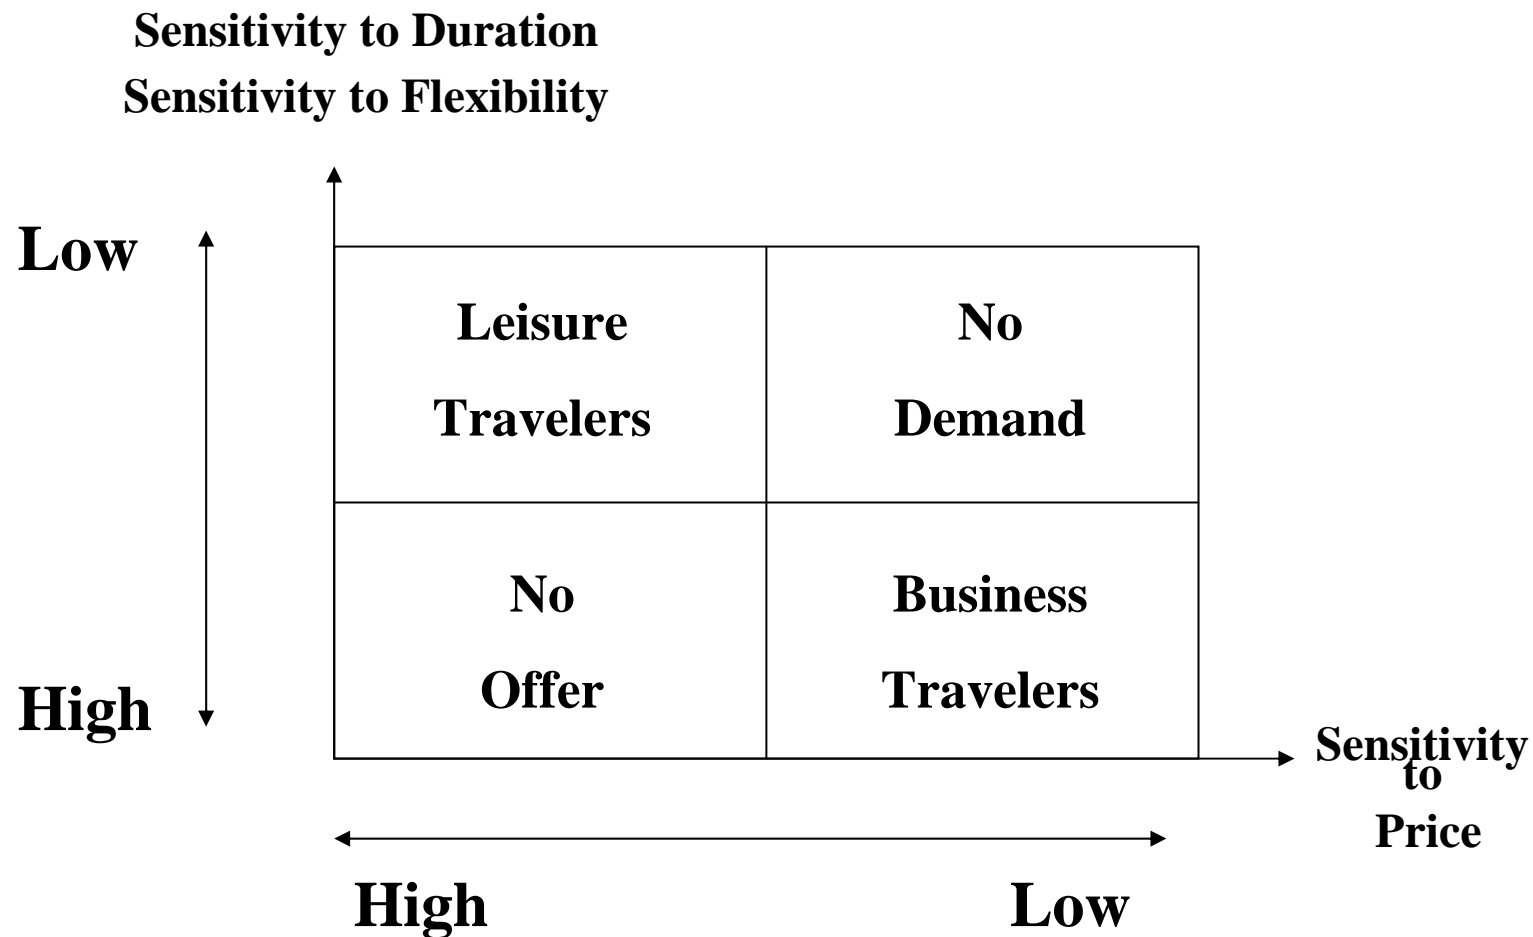 Sensitivity to Duration
Sensitivity to Flexibility
Low
Leisure
Travelers
No
Demand
No
Offer
Business
Travelers
High
Sensitivity
to
Price
High
Low